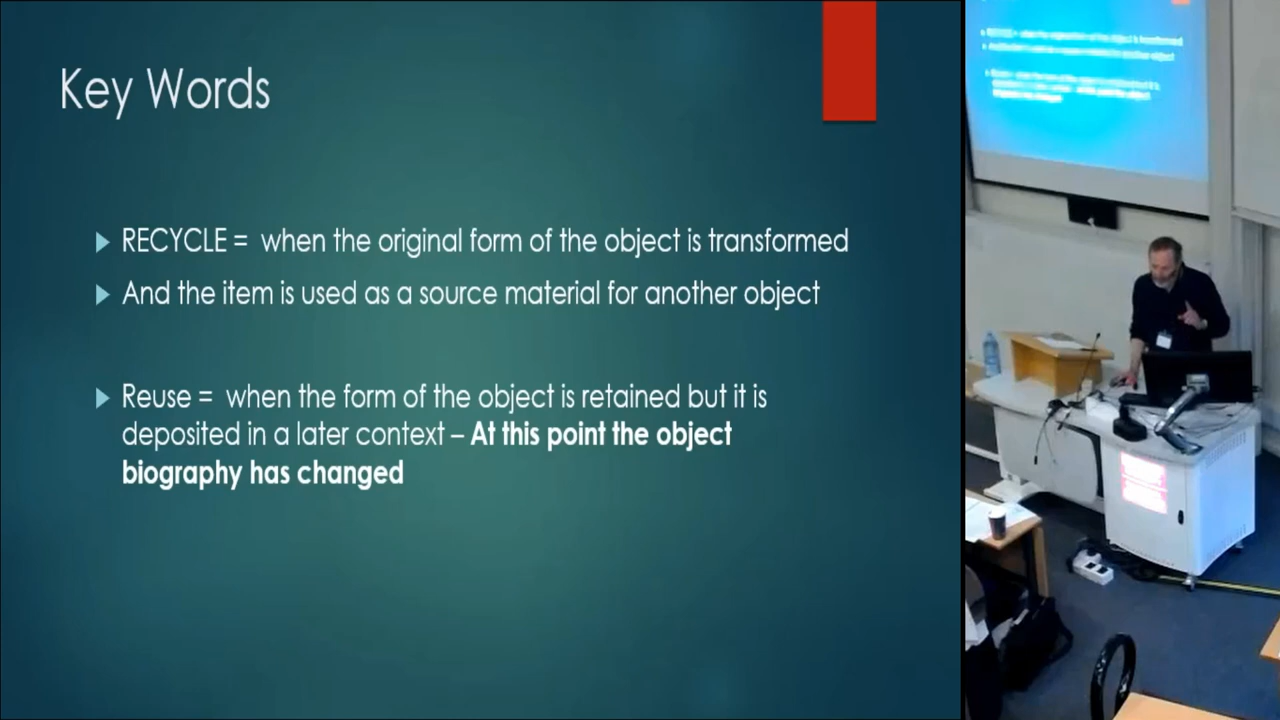 Key Words
RECYCLE = when the original form of the object is transformed
And the item is used as a source material for another object
Reuse = when the form of the object is retained but it is
deposited in a later context – At this point the object
biography has changed